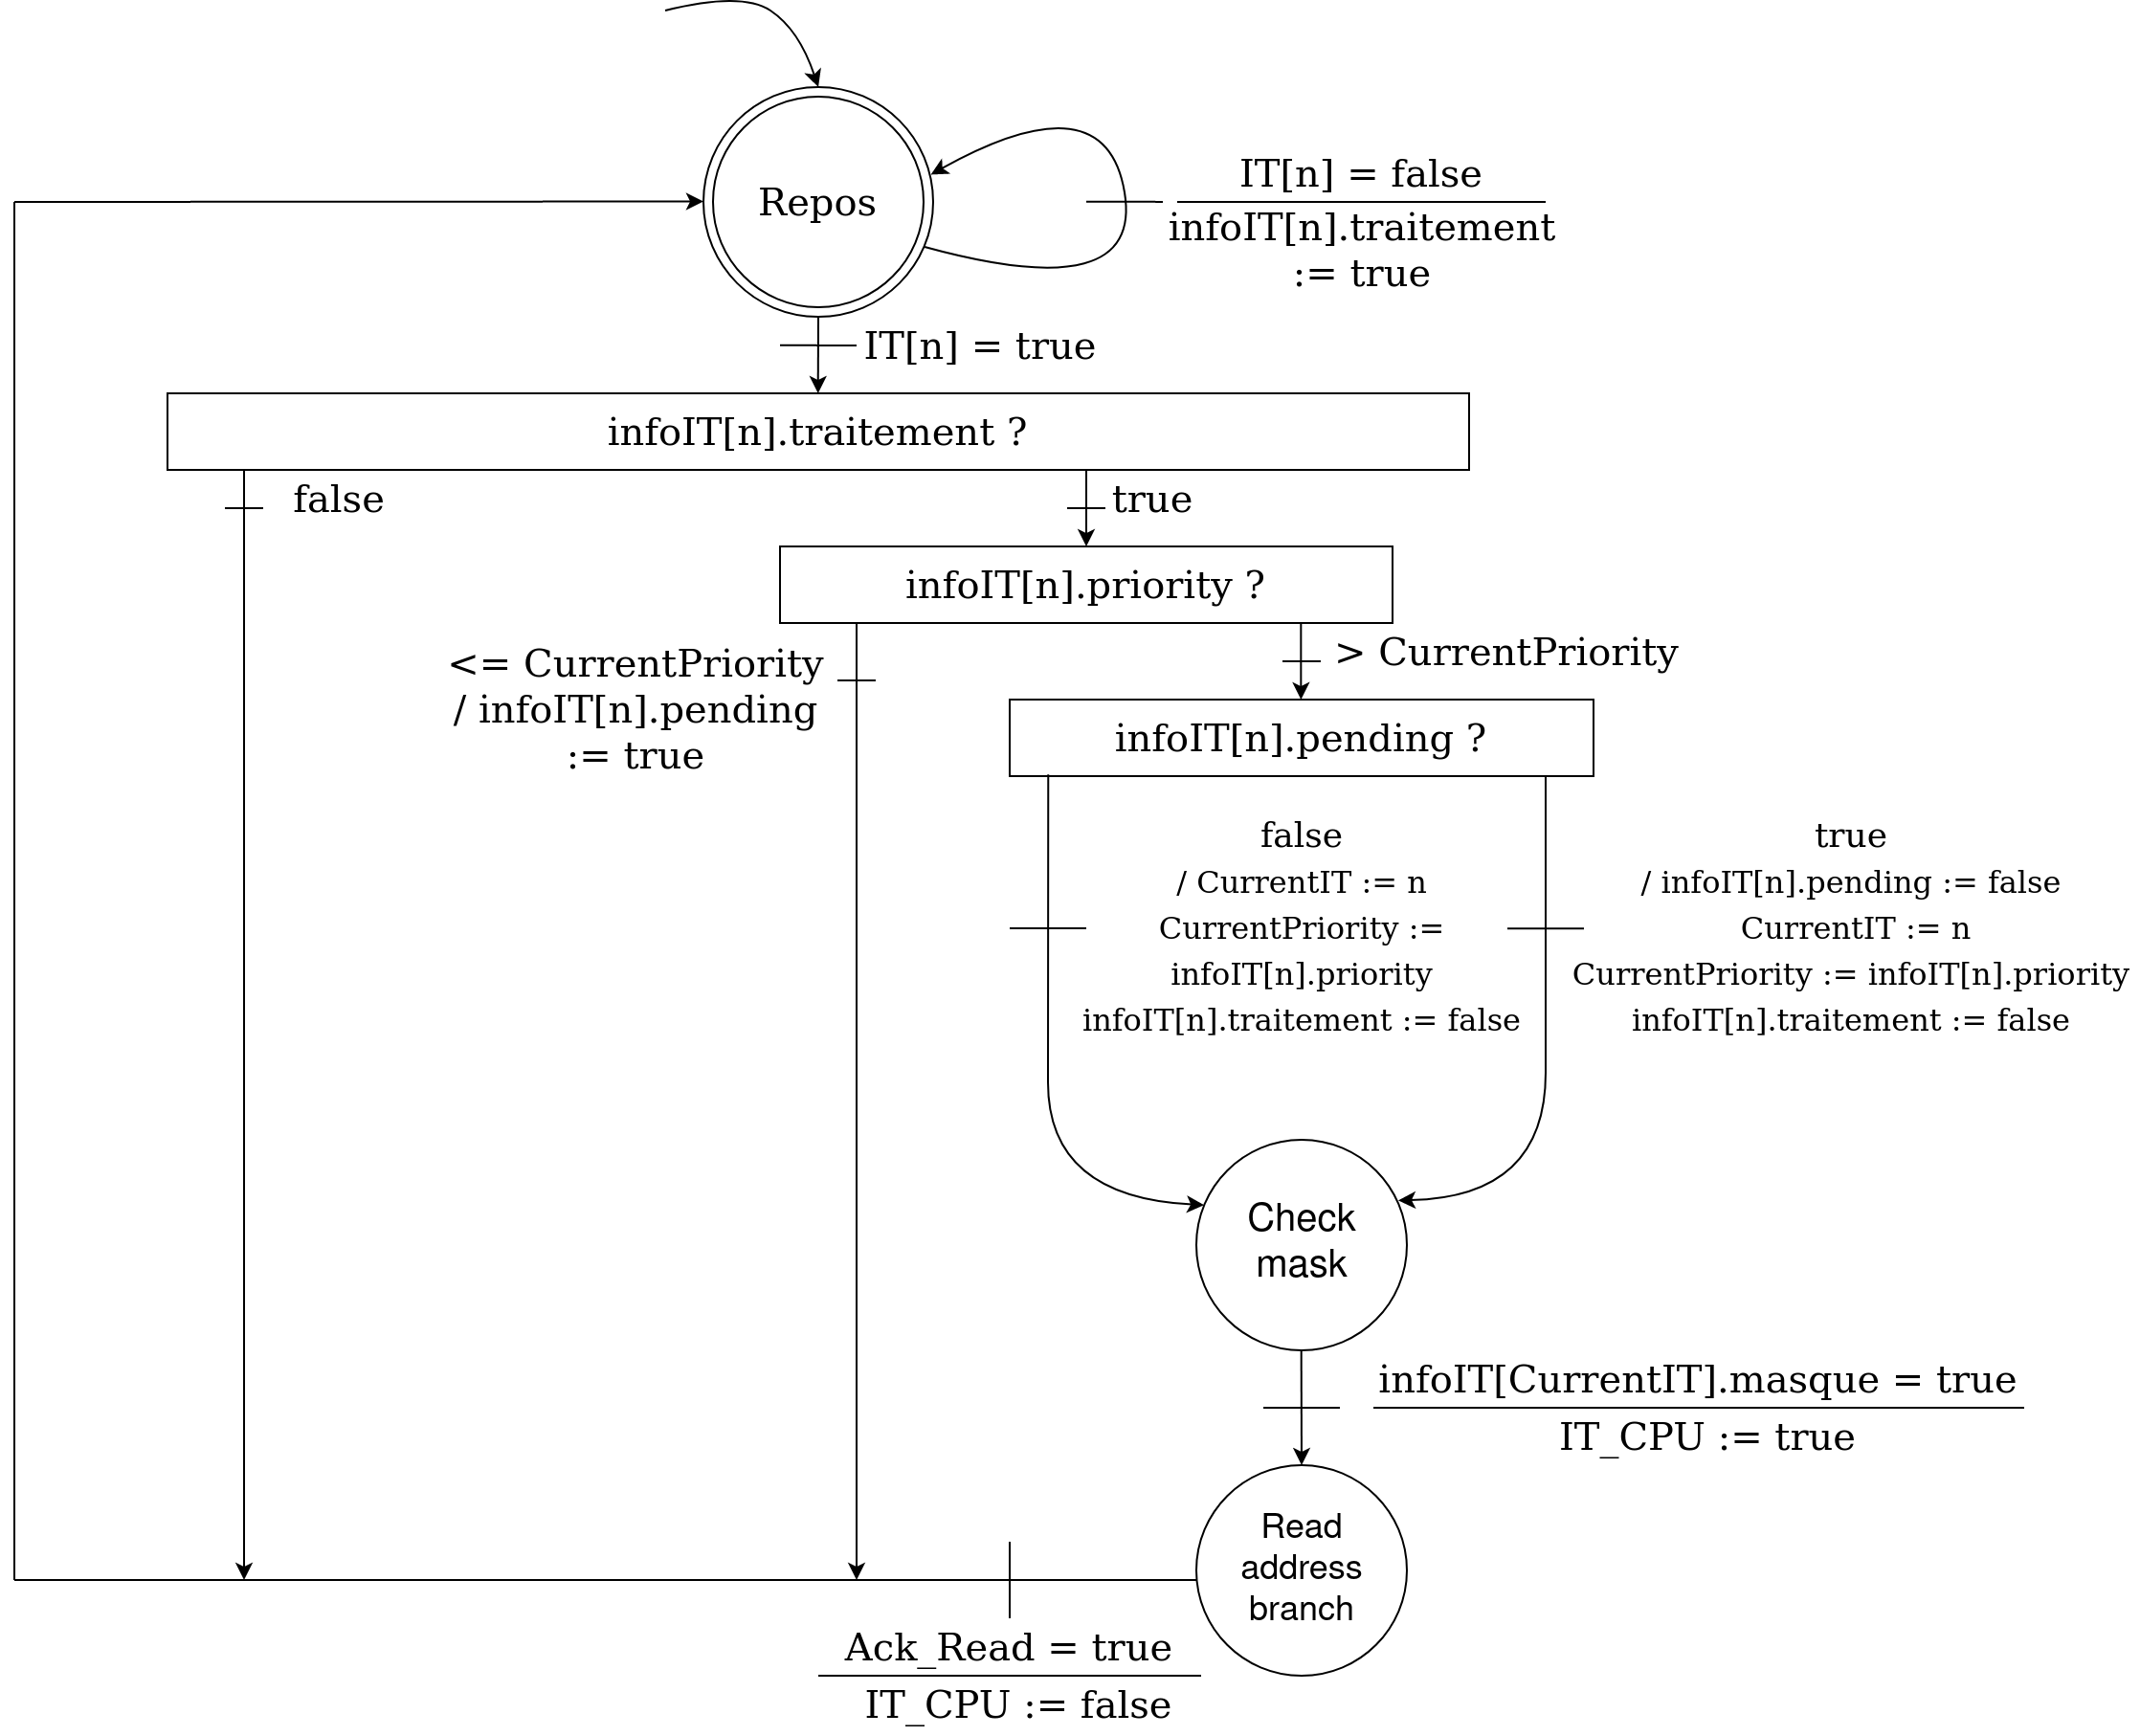 Repos
IT[n] = false
infoIT[n].traitement
:= true
IT[n] = true
infoIT[n].traitement ?
false
true
infoIT[n].priority ?
<= CurrentPriority
/ infoIT[n].pending
:= true
> CurrentPriority
infoIT[n].pending ?
false
/ CurrentIT := n
CurrentPriority :=
infoIT[n].priority
infoIT[n].traitement := false
true
/ infoIT[n].pending := false
CurrentIT := n
CurrentPriority := infoIT[n].priority
infoIT[n].traitement := false
Check
mask
infoIT[CurrentIT].masque = true
IT_CPU := true
Read
address
branch
Ack_Read = true
IT_CPU := false